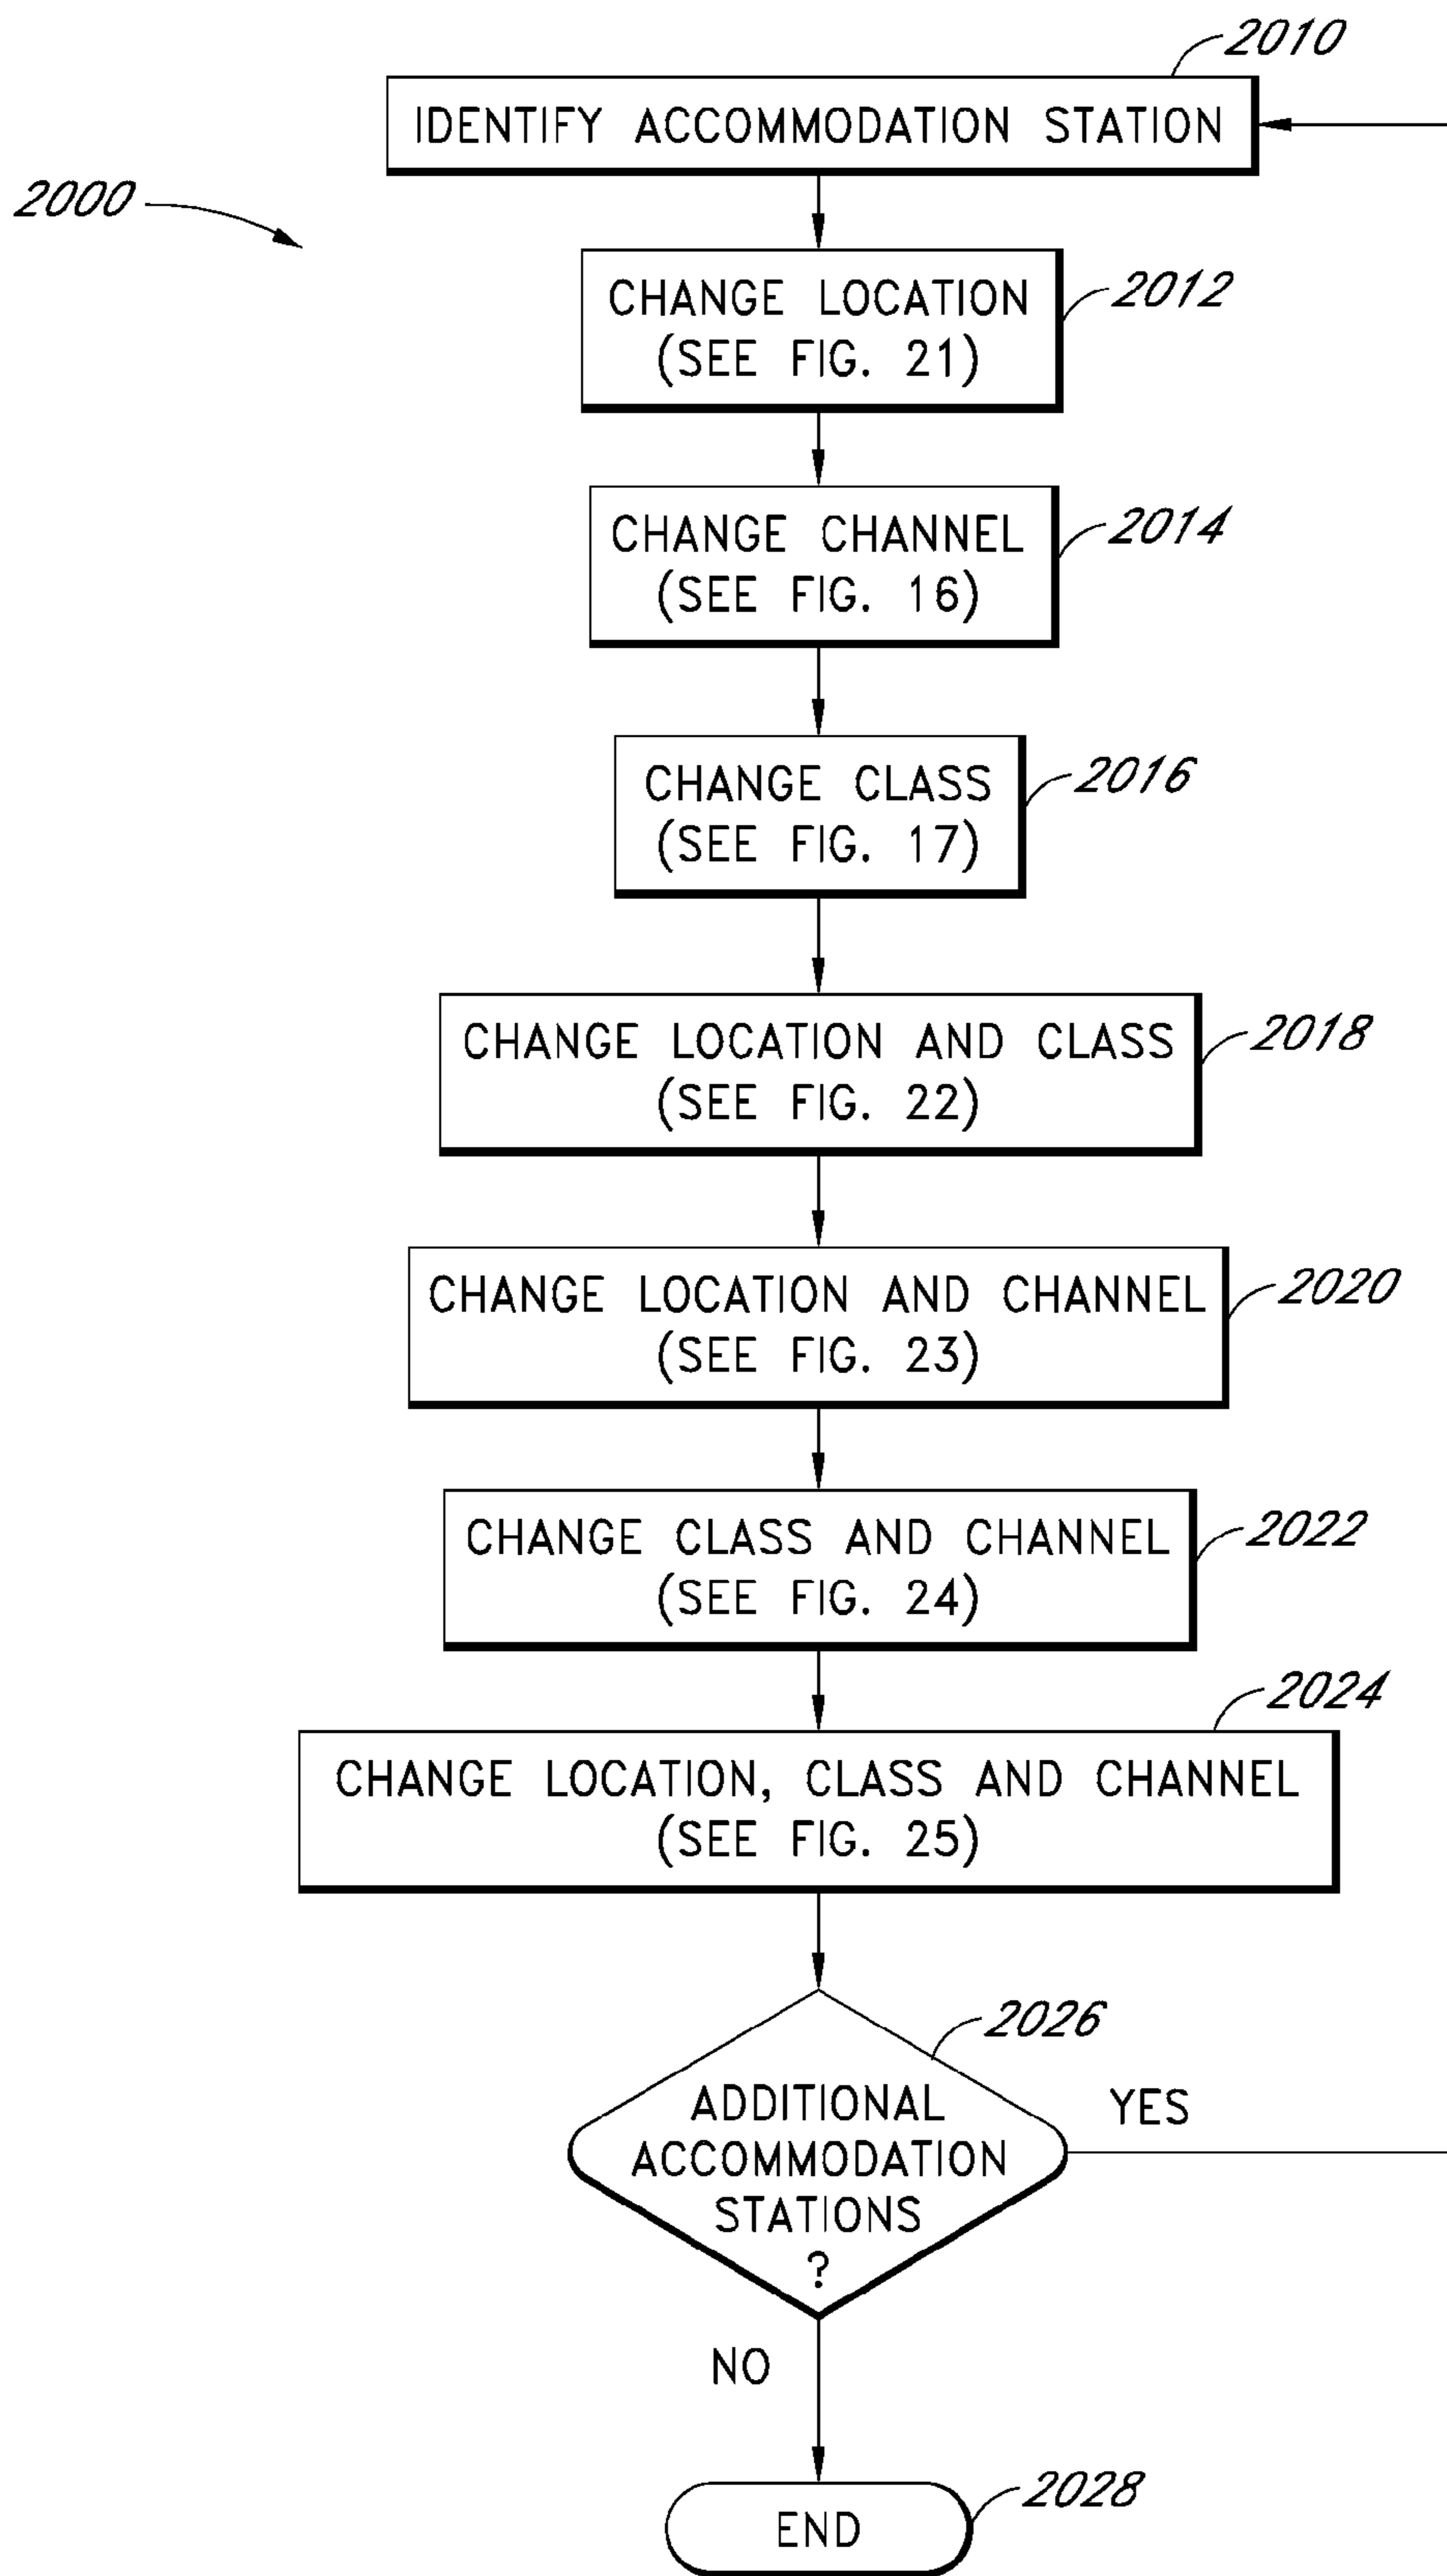 2010
IDENTIFY ACCOMMODATION STATION
2000
CHANGE LOCATION
(SEE FIG. 21)
2012
CHANGE CHANNEL
(SEE FIG. 16)
2014
CHANGE CLASS
(SEE FIG. 17)
2016
CHANGE LOCATION AND CLASS
(SEE FIG. 22)
2018
CHANGE LOCATION AND CHANNEL
(SEE FIG. 23)
2020
CHANGE CLASS AND CHANNEL
(SEE FIG. 24)
2022
2024
CHANGE LOCATION, CLASS AND CHANNEL
(SEE FIG. 25)
2026
ADDITIONAL
ACCOMMODATION
STATIONS
?
YES
NO
END
2028